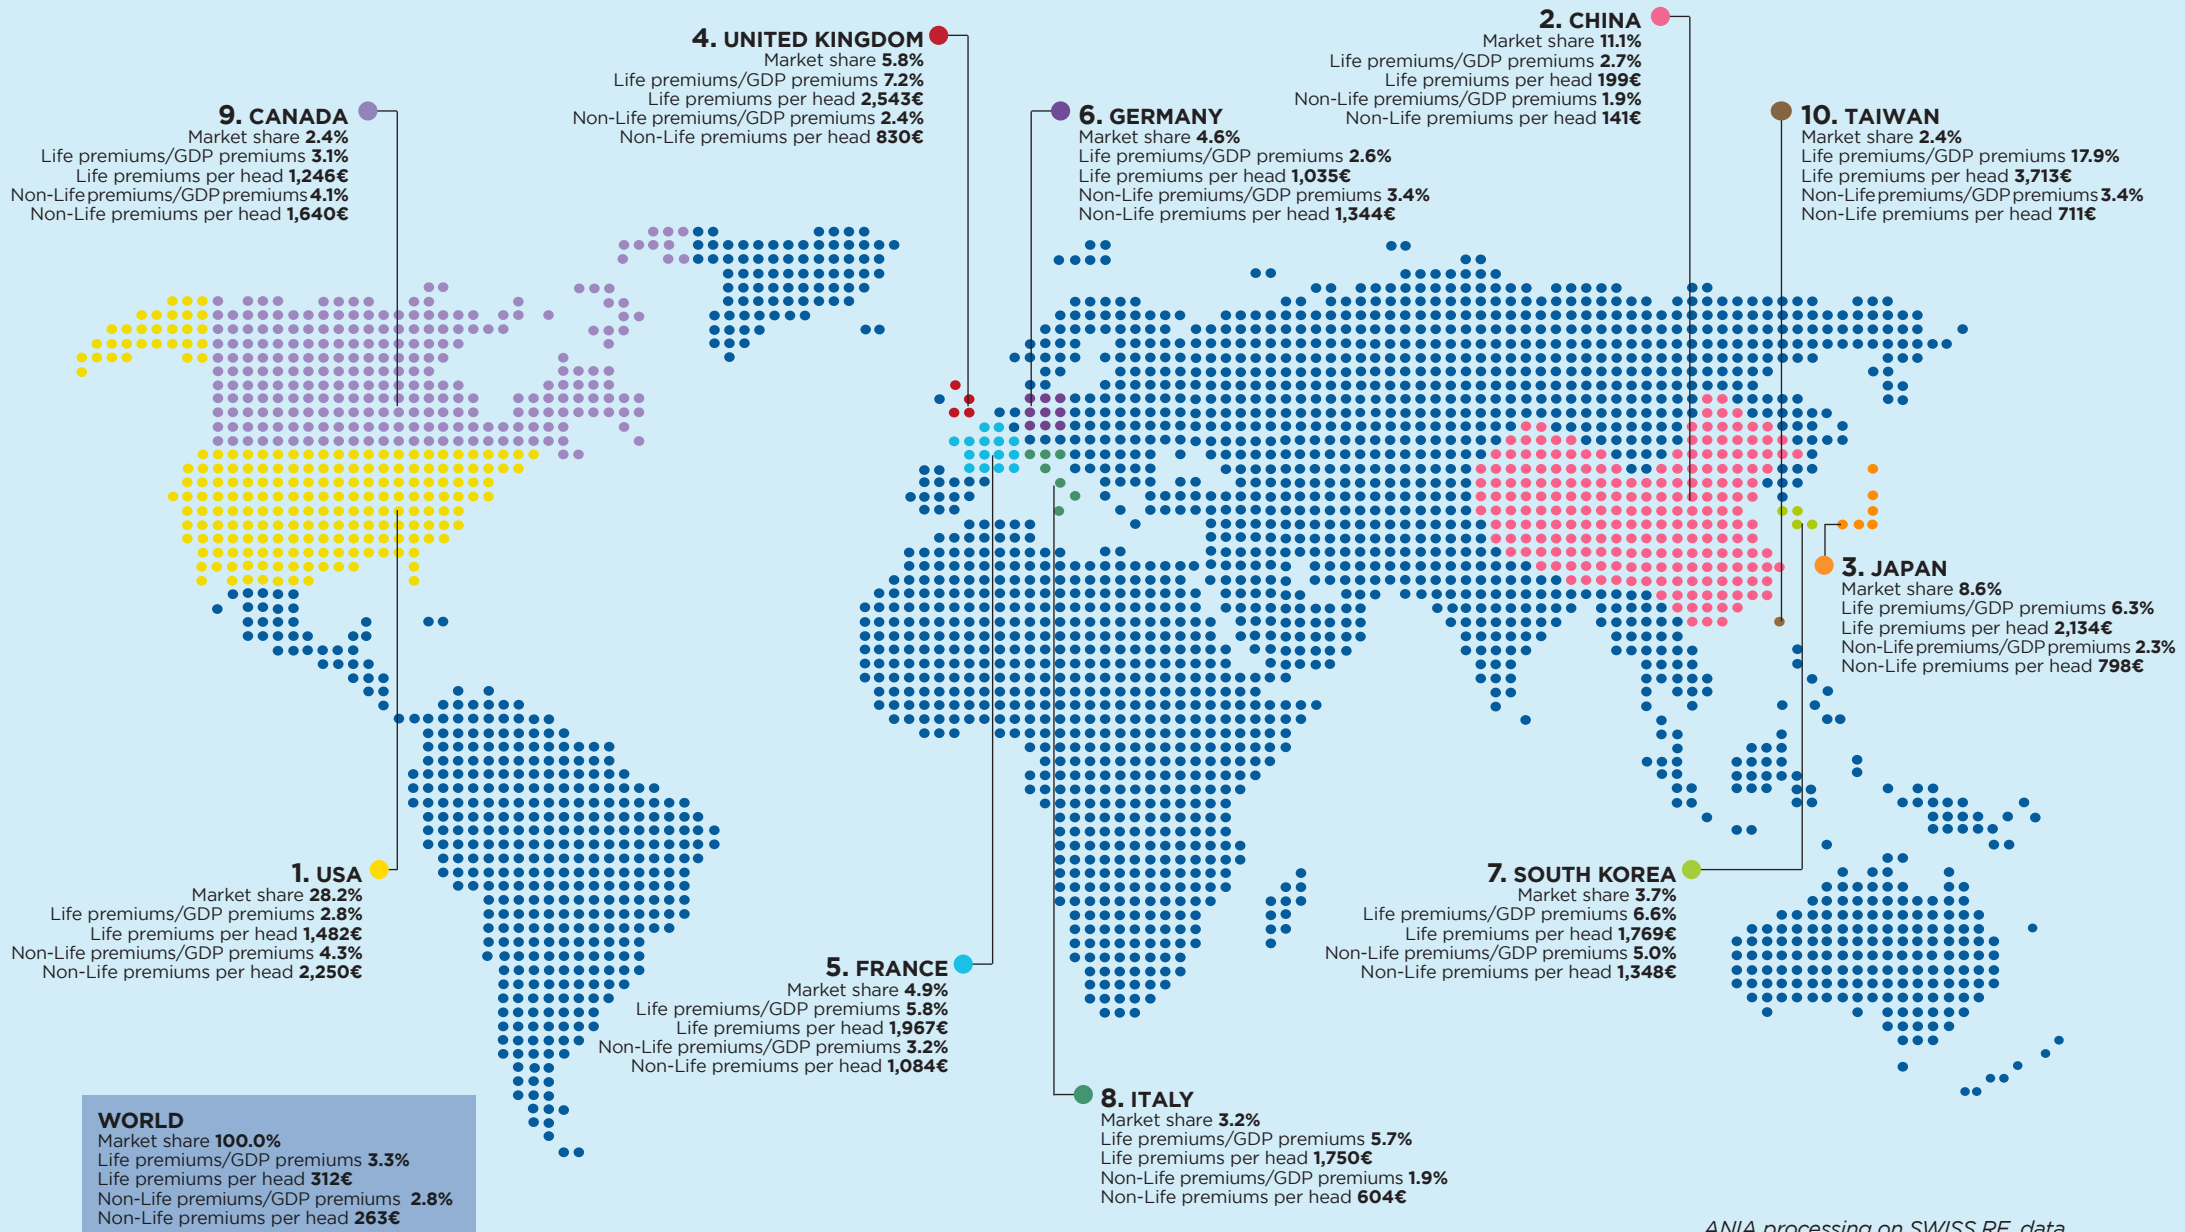 4. UNITED KINGDOM
Market share 5.8%
Life premiums/GDP premiums 7.2%
Life premiums per head 2,543€
Non-Life premiums/GDP premiums 2.4%
Non-Life premiums per head 830€
2. CHINA
Market share 11.1%
Life premiums/GDP premiums 2.7%
Life premiums per head 199€
Non-Life premiums/GDP premiums 1.9%
Non-Life premiums per head 141€
9. CANADA
Market share 2.4%
Life premiums/GDP premiums 3.1%
Life premiums per head 1,246€
Non-Life premiums/GDP premiums 4.1%
Non-Life premiums per head 1,640€
6. GERMANY
Market share 4.6%
Life premiums/GDP premiums 2.6%
Life premiums per head 1,035€
Non-Life premiums/GDP premiums 3.4%
Non-Life premiums per head 1,344€
10. TAIWAN
Market share 2.4%
Life premiums/GDP premiums 17.9%
Life premiums per head 3,713€
Non-Life premiums/GDP premiums 3.4%
Non-Life premiums per head 711€
3. JAPAN
Market share 8.6%
Life premiums/GDP premiums 6.3%
Life premiums per head 2,134€
Non-Life premiums/GDP premiums 2.3%
Non-Life premiums per head 798€
1. USA
Market share 28.2%
Life premiums/GDP premiums 2.8%
Life premiums per head 1,482€
Non-Life premiums/GDP premiums 4.3%
Non-Life premiums per head 2,250€
7. SOUTH KOREA
Market share 3.7%
Life premiums/GDP premiums 6.6%
Life premiums per head 1,769€
Non-Life premiums/GDP premiums 5.0%
Non-Life premiums per head 1,348€
5. FRANCE
Market share 4.9%
Life premiums/GDP premiums 5.8%
Life premiums per head 1,967€
Non-Life premiums/GDP premiums 3.2%
Non-Life premiums per head 1,084€
8. ITALY
Market share 3.2%
Life premiums/GDP premiums 5.7%
Life premiums per head 1,750€
Non-Life premiums/GDP premiums 1.9%
Non-Life premiums per head 604€
WORLD
Market share 100.0%
Life premiums/GDP premiums 3.3%
Life premiums per head 312€
Non-Life premiums/GDP premiums 2.8%
Non-Life premiums per head 263€
ANIA processing on SWISS RE, data